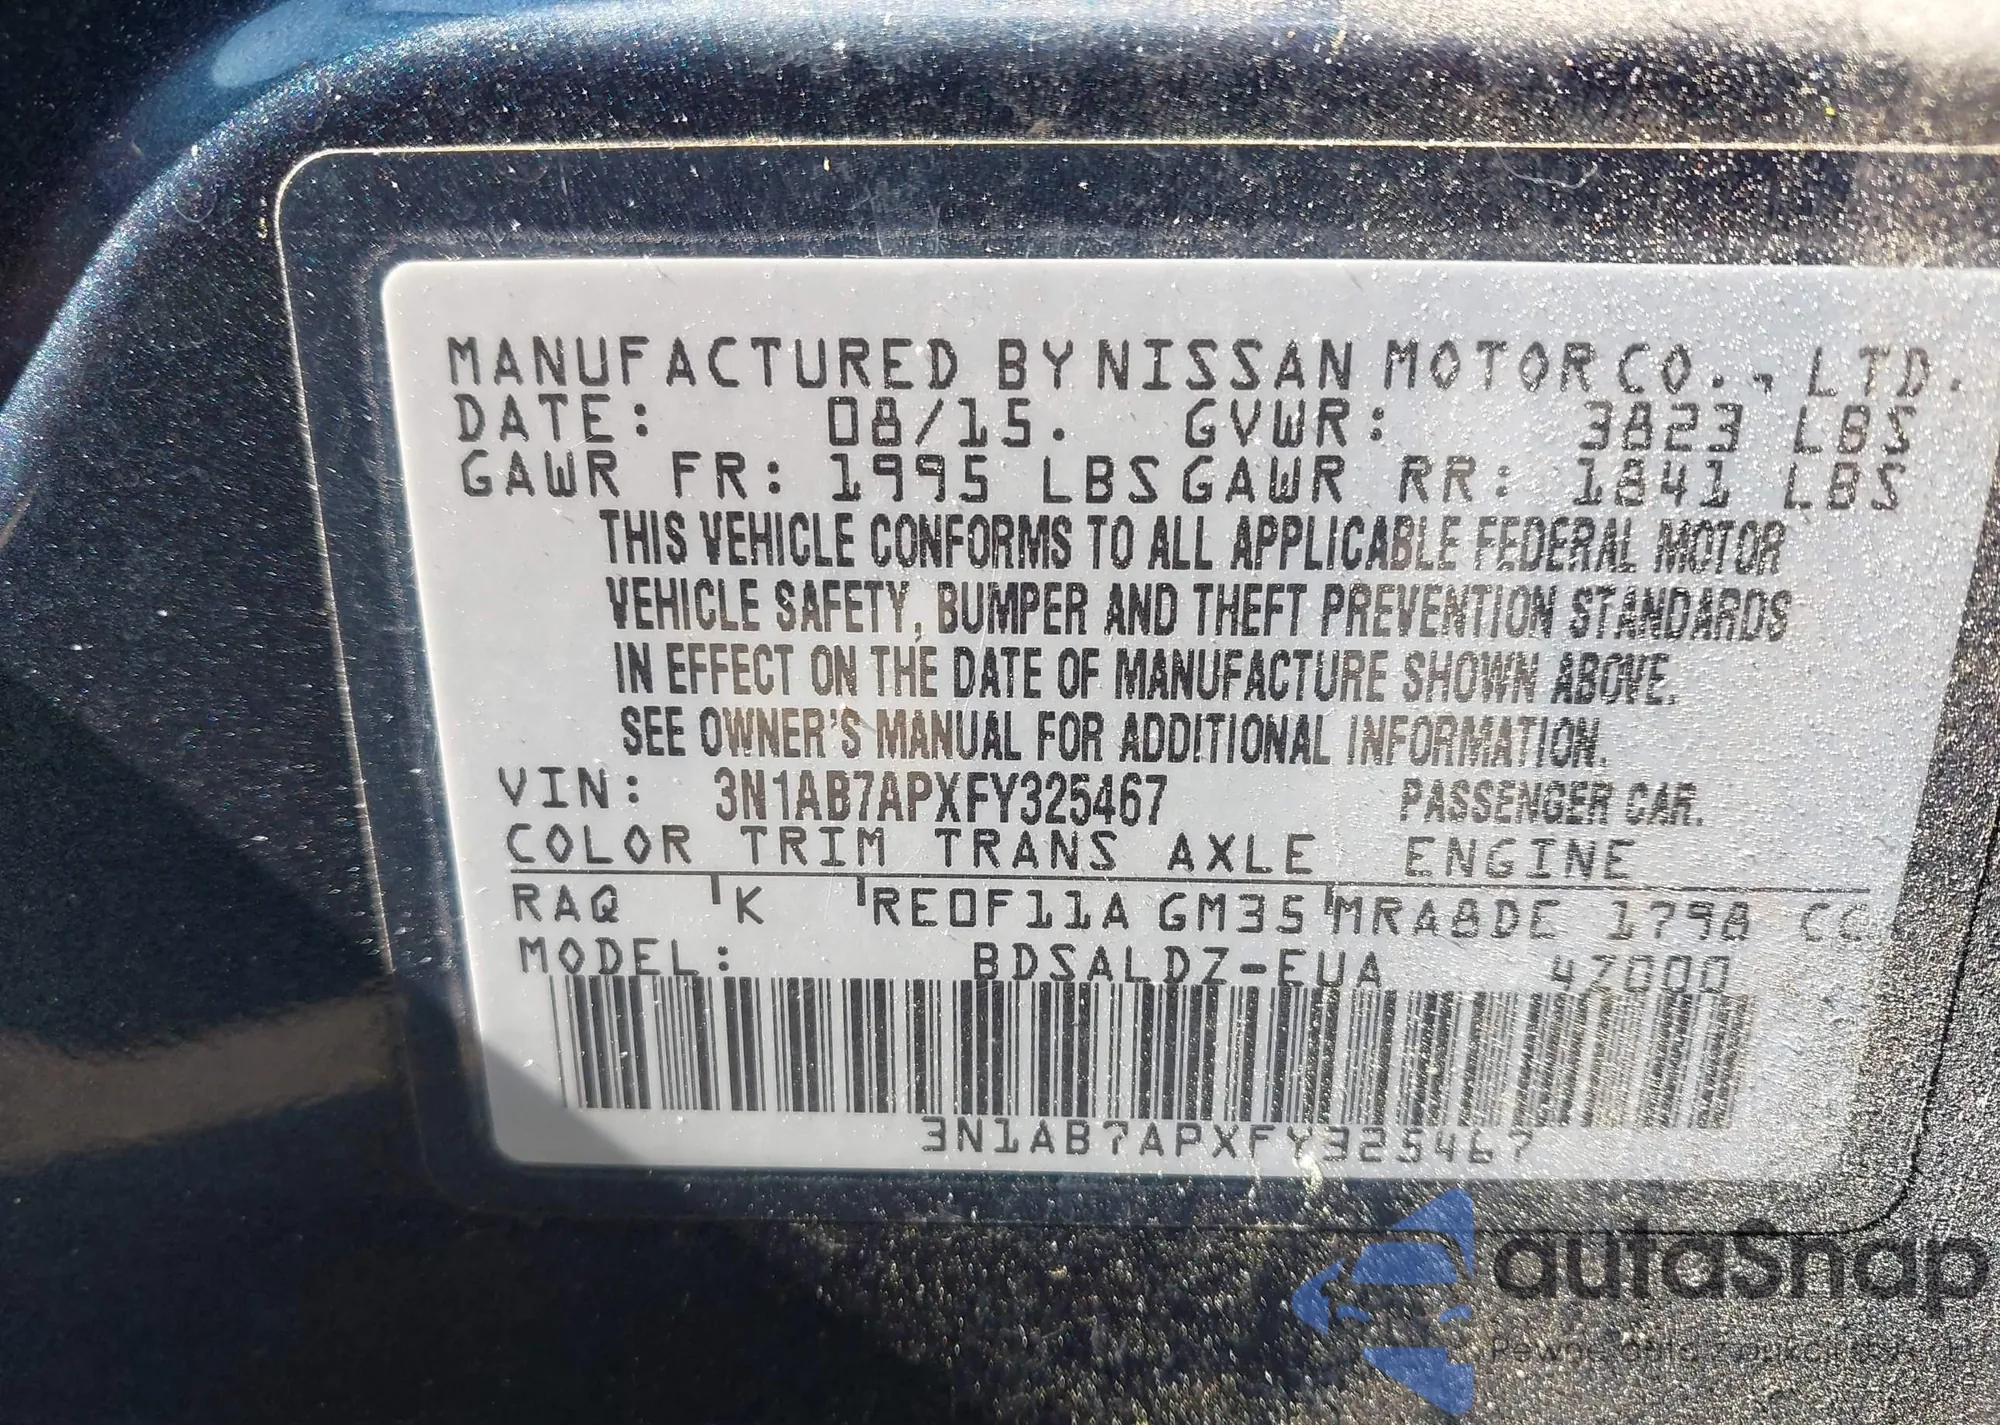 MANUFACTURED BY NISSAN MOTOR CO., LTD.
DATE: 08/15. GVWR: 3823 LBS
GAWR FR: 1995 LBS GAWR RR: 1841 LBS
THIS VEHICLE CONFORMS TO ALL APPLICABLE FEDERAL MOTOR
VEHICLE SAFETY, BUMPER AND THEFT PREVENTION STANDARDS
IN EFFECT ON THE DATE OF MANUFACTURE SHOWN ABOVE.
SEE OWNER'S MANUAL FOR ADDITIONAL INFORMATION.
VIN: 3N1AB7APXFY325467 PASSENGER CAR.
COLOR TRIM TRANS AXLE ENGINE
RAQ K RE0F11A GM35 MRA8DE 1798 CC
MODEL: BDSALDZ-EUA 47000
3N1AB7APXFY325467
autosnap